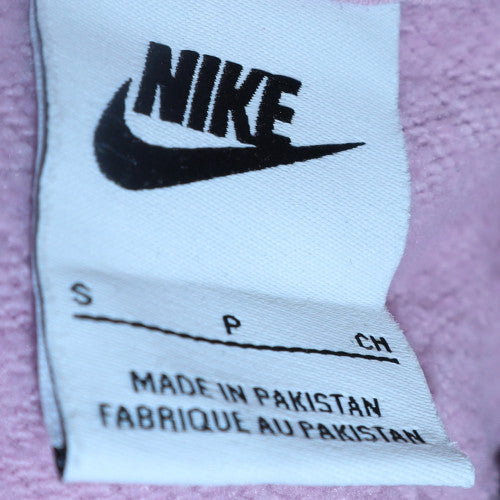 NIKE
S P CH
MADE IN PAKISTAN
FABRIQUE AU PAKISTAN